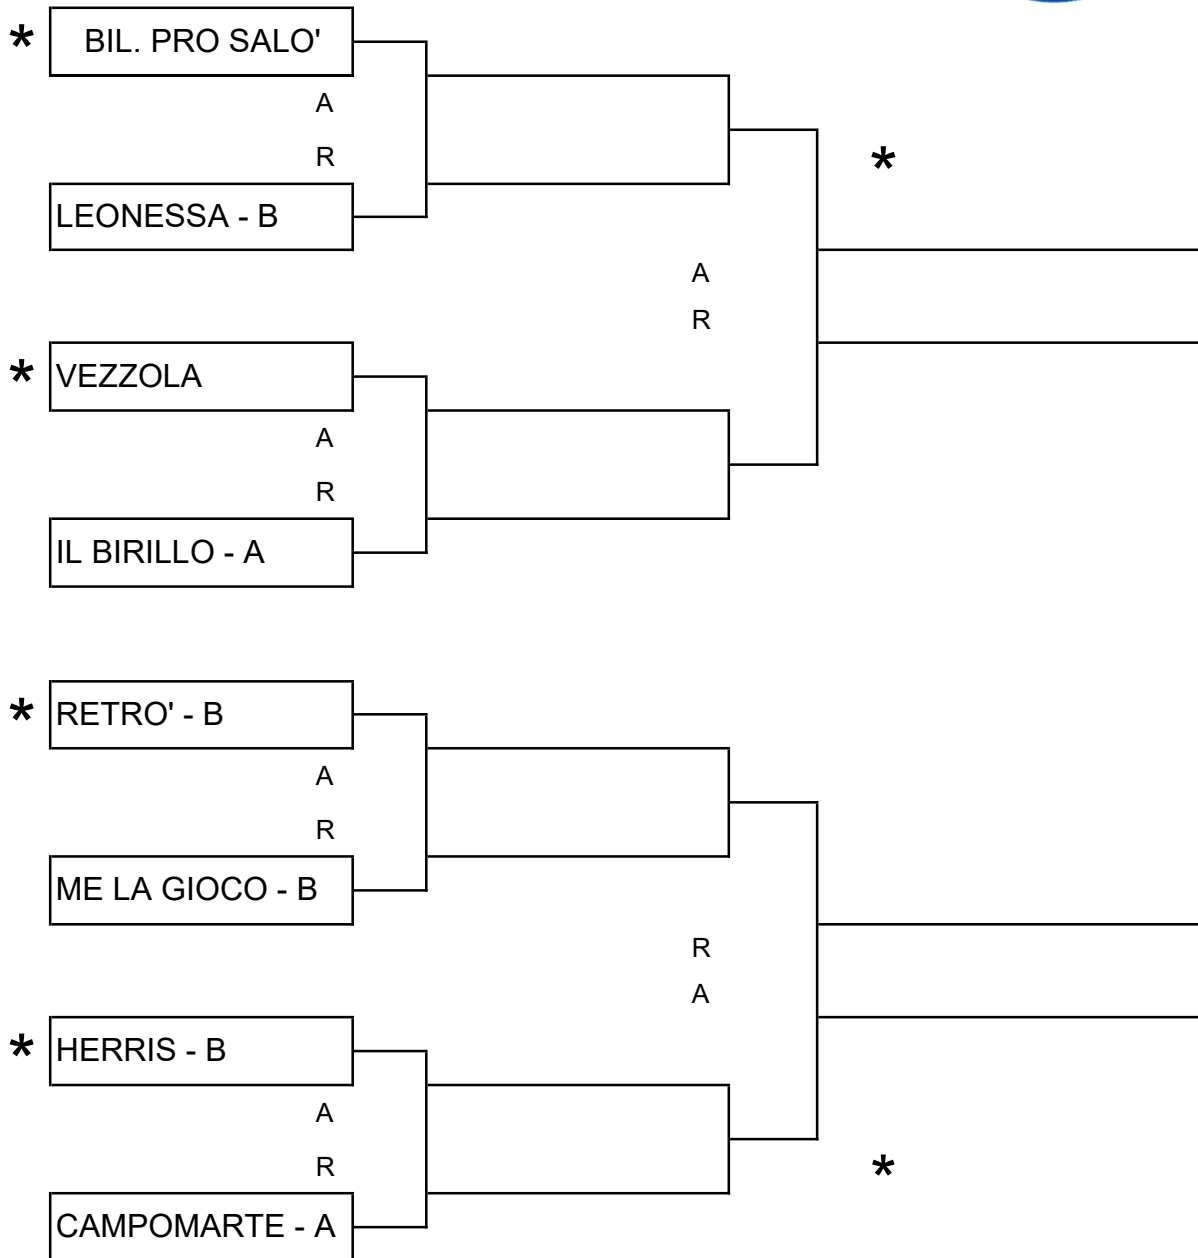 * BIL. PRO SALO'
A
*
R
LEONESSA - B
A
R
* VEZZOLA
A
R
IL BIRILLO - A
* RETRO' - B
A
R
ME LA GIOCO - B
R
A
* HERRIS - B
A
R
*
CAMPOMARTE - A